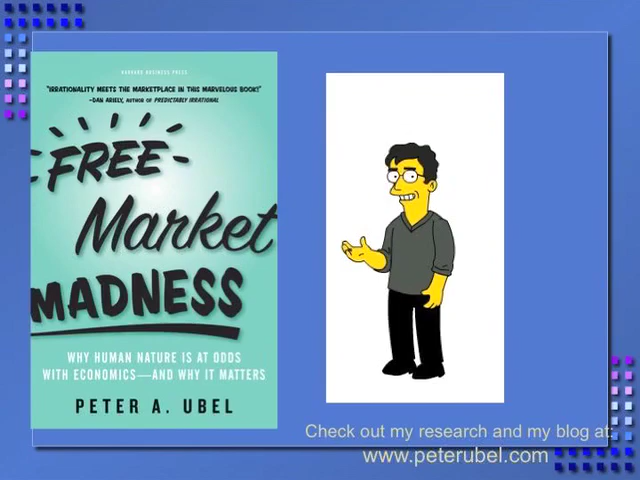 HARVARD BUSINESS PRESS
"IRRATIONALITY MEETS THE MARKETPLACE IN THIS MARVELOUS BOOK!"
—DAN ARIELY, AUTHOR OF PREDICTABLY IRRATIONAL
FREE
Market
MADNESS
WHY HUMAN NATURE IS AT ODDS
WITH ECONOMICS—AND WHY IT MATTERS
PETER A. UBEL
Check out my research and my blog at:
www.peterubel.com